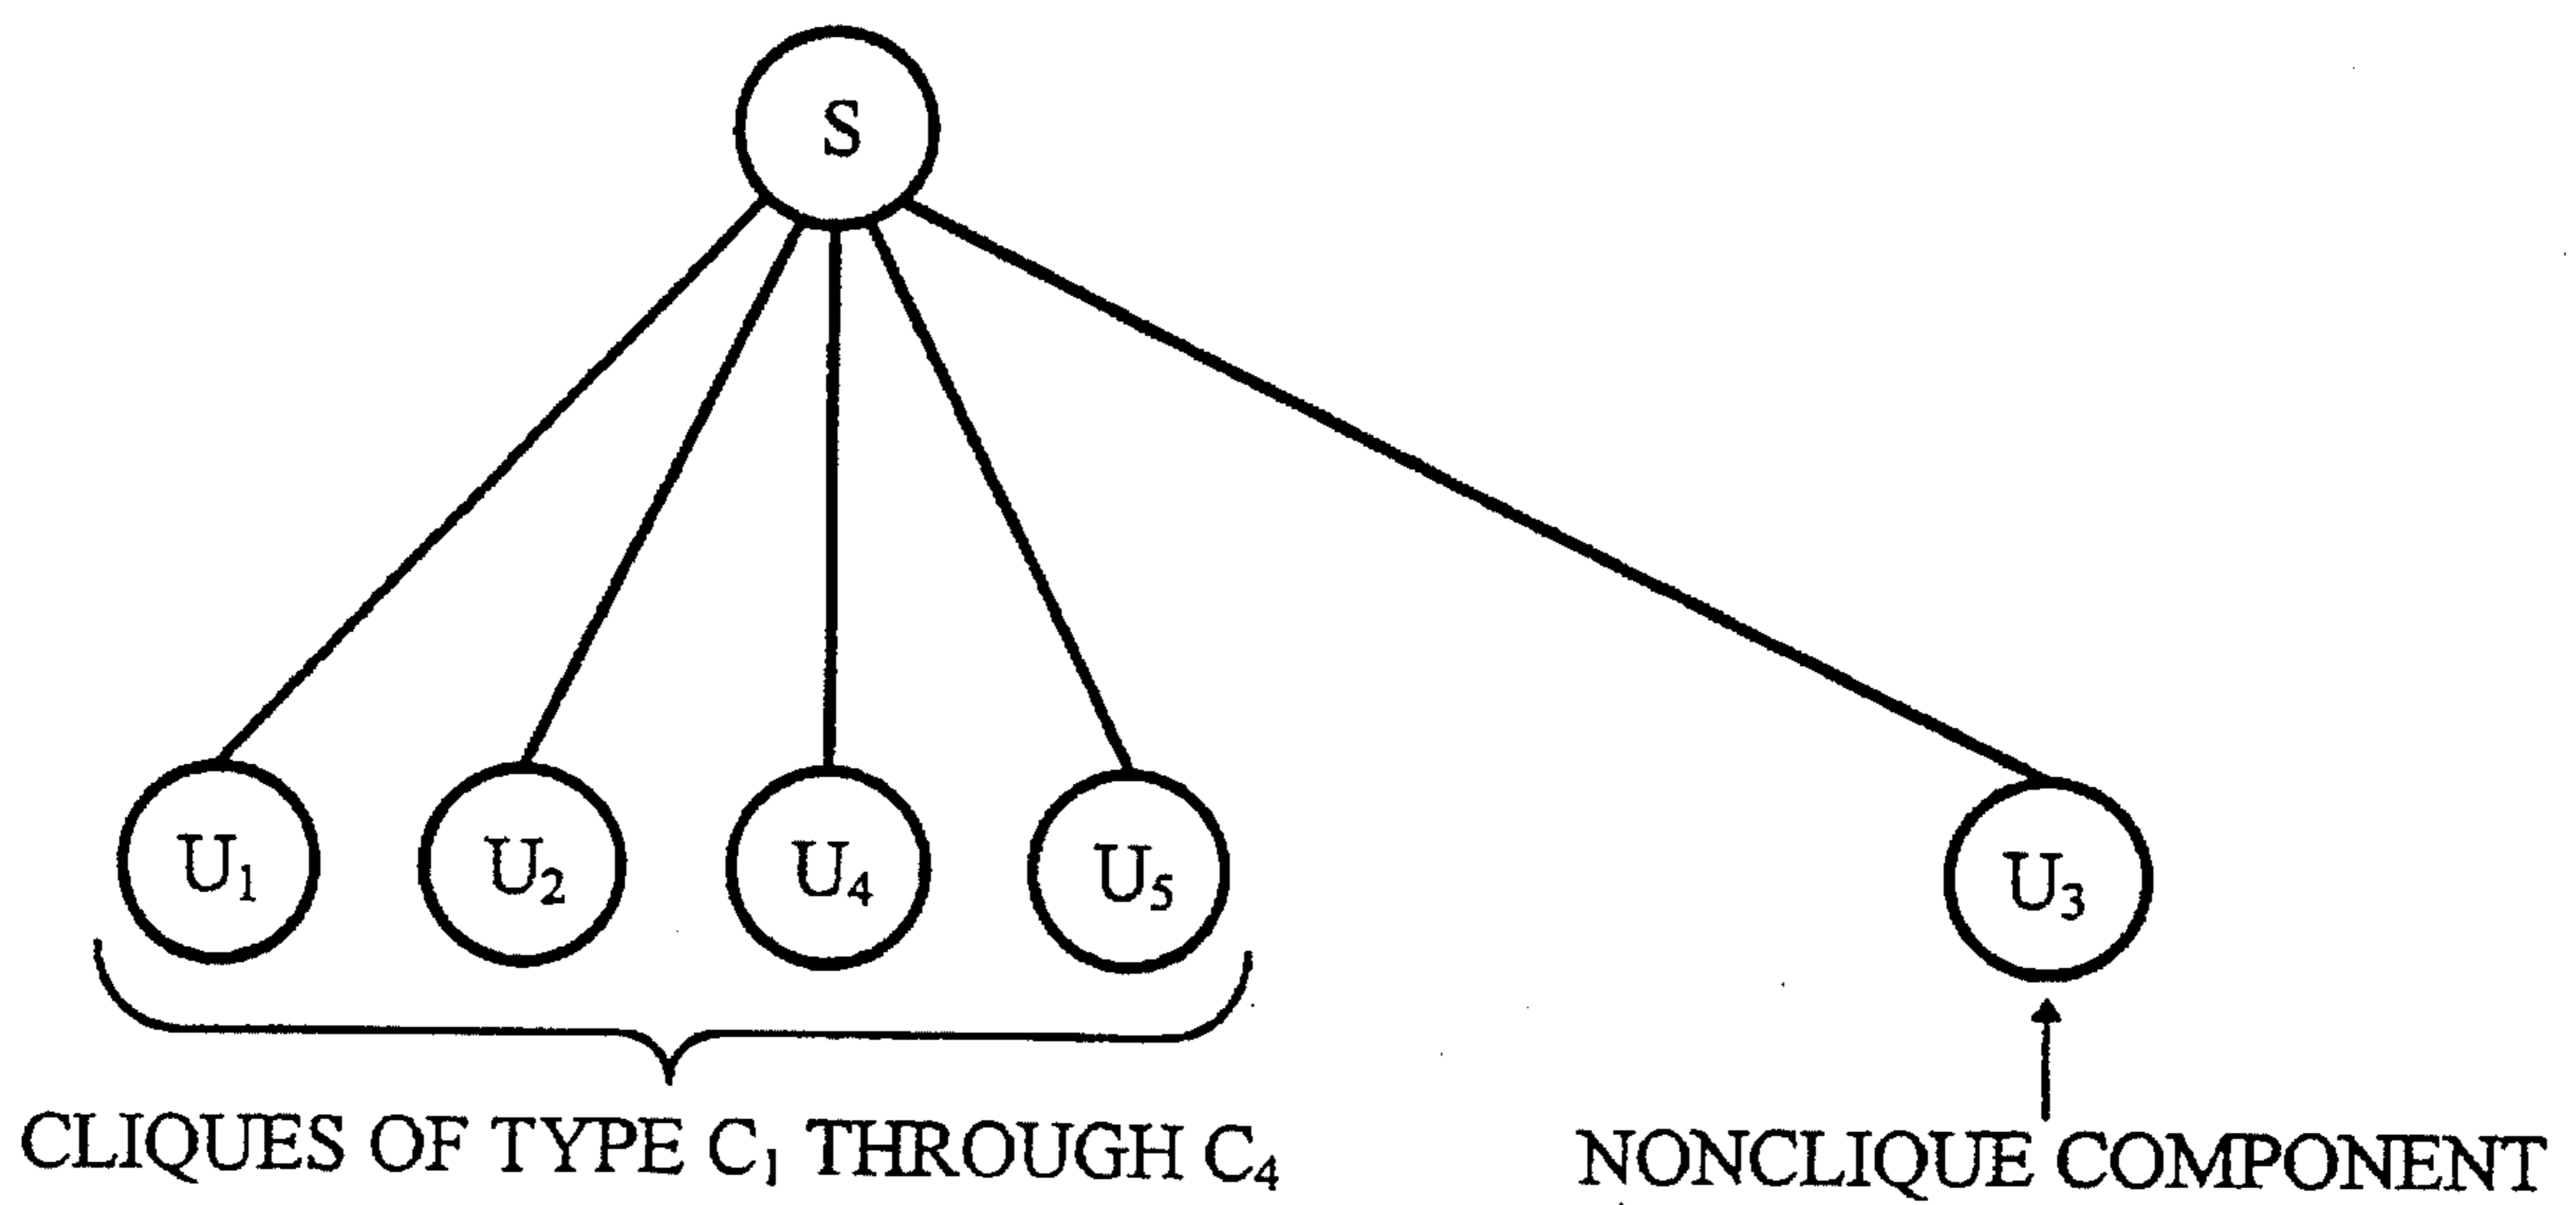 S
U₁ U₂ U₄ U₅ U₃
CLIQUES OF TYPE C₁ THROUGH C₄ NONCLIQUE COMPONENT